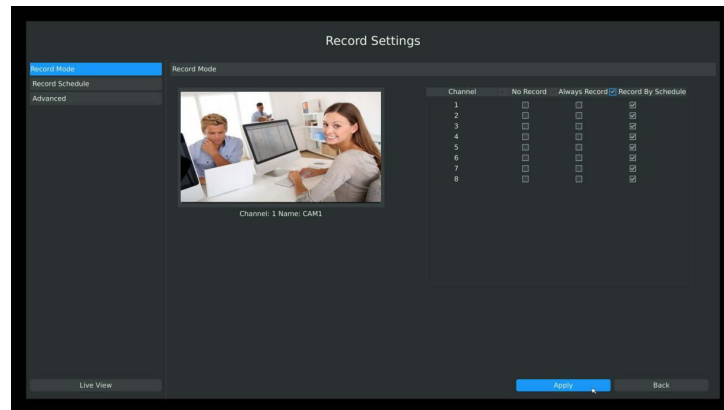 Record Settings
Record Mode
Record Schedule
Advanced
Record Mode
Channel: 1 Name: CAM1
Channel No Record Always Record Record By Schedule
1
2
3
4
5
6
7
8
Live View
Apply
Back